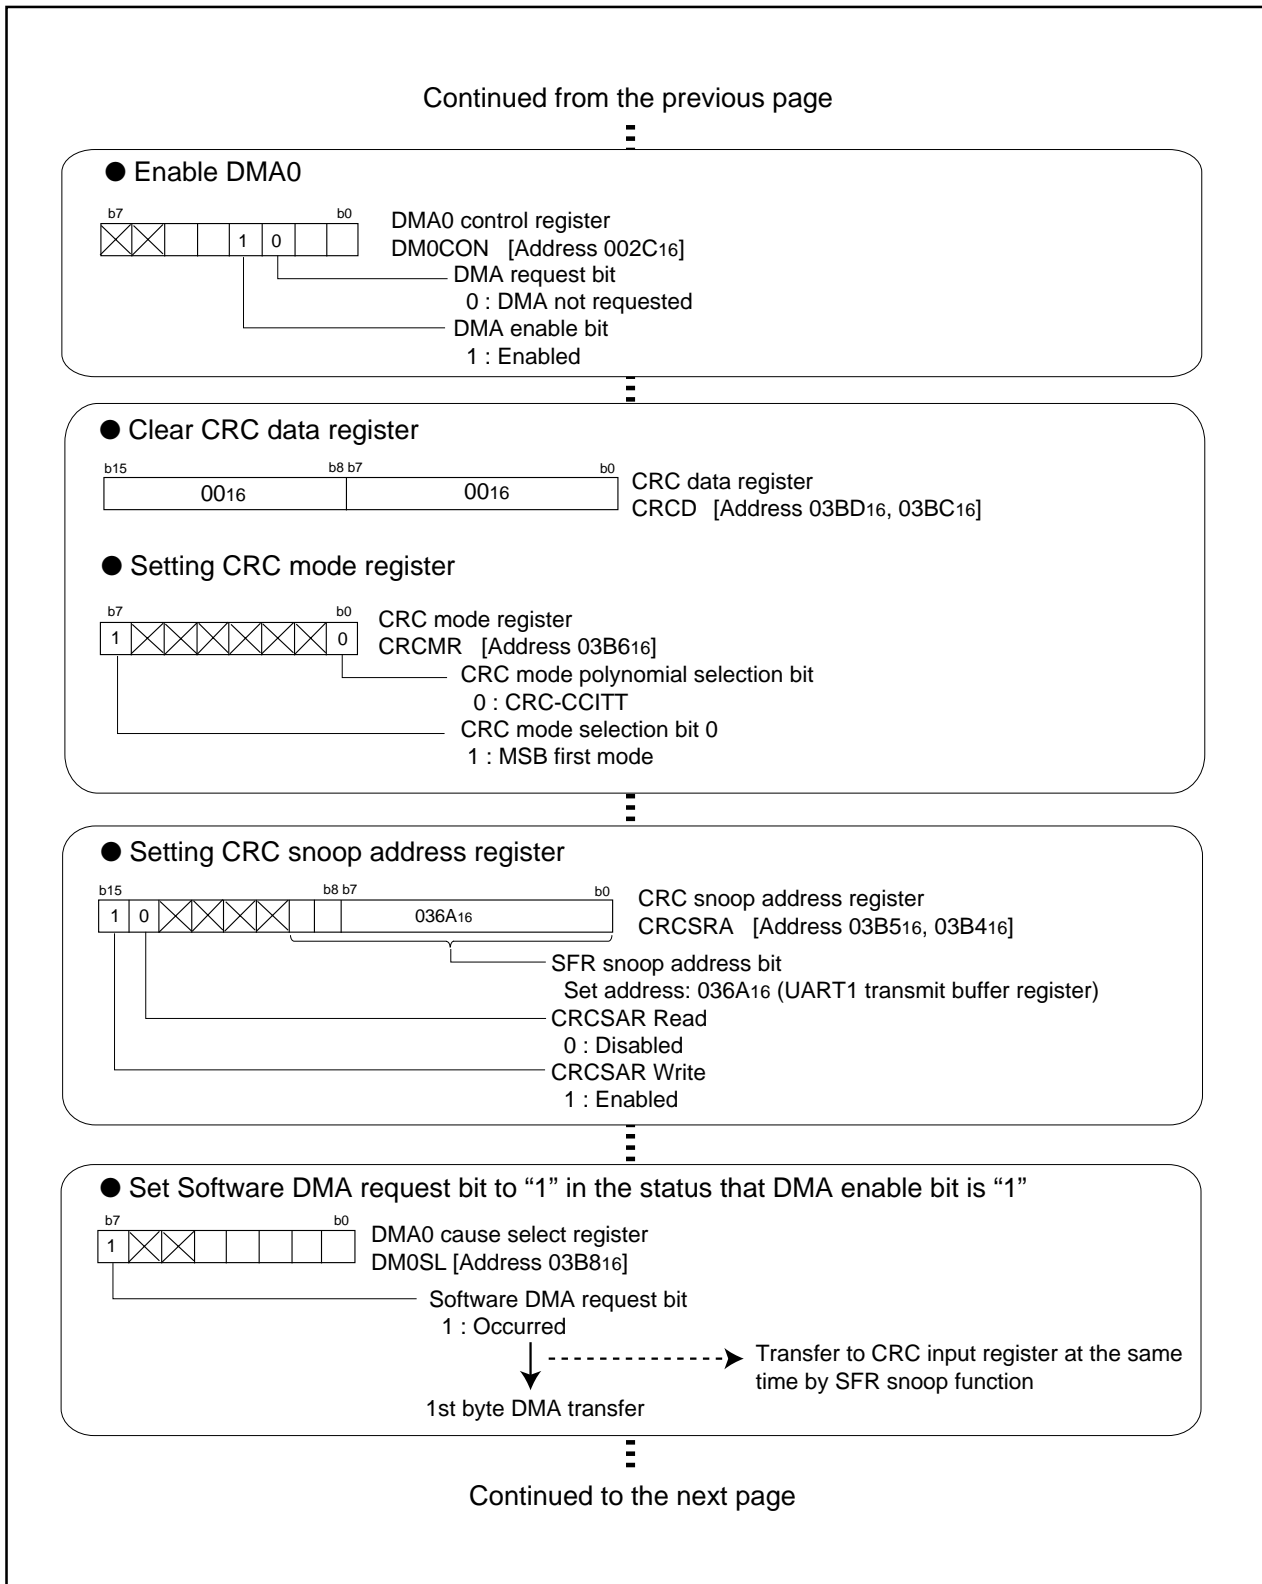 Continued from the previous page
● Enable DMA0
b7 b0
1 0
DMA0 control register
DM0CON [Address 002C16]
DMA request bit
0 : DMA not requested
DMA enable bit
1 : Enabled
● Clear CRC data register
b15 b8 b7 b0
0016 0016
CRC data register
CRCD [Address 03BD16, 03BC16]
● Setting CRC mode register
b7 b0
1 0
CRC mode register
CRCMR [Address 03B616]
CRC mode polynomial selection bit
0 : CRC-CCITT
CRC mode selection bit 0
1 : MSB first mode
● Setting CRC snoop address register
b15 b8 b7 b0
1 0 036A16
CRC snoop address register
CRCSRA [Address 03B516, 03B416]
SFR snoop address bit
Set address: 036A16 (UART1 transmit buffer register)
CRCSAR Read
0 : Disabled
CRCSAR Write
1 : Enabled
● Set Software DMA request bit to “1” in the status that DMA enable bit is “1”
b7 b0
1
DMA0 cause select register
DM0SL [Address 03B816]
Software DMA request bit
1 : Occurred
Transfer to CRC input register at the same
time by SFR snoop function
1st byte DMA transfer
Continued to the next page